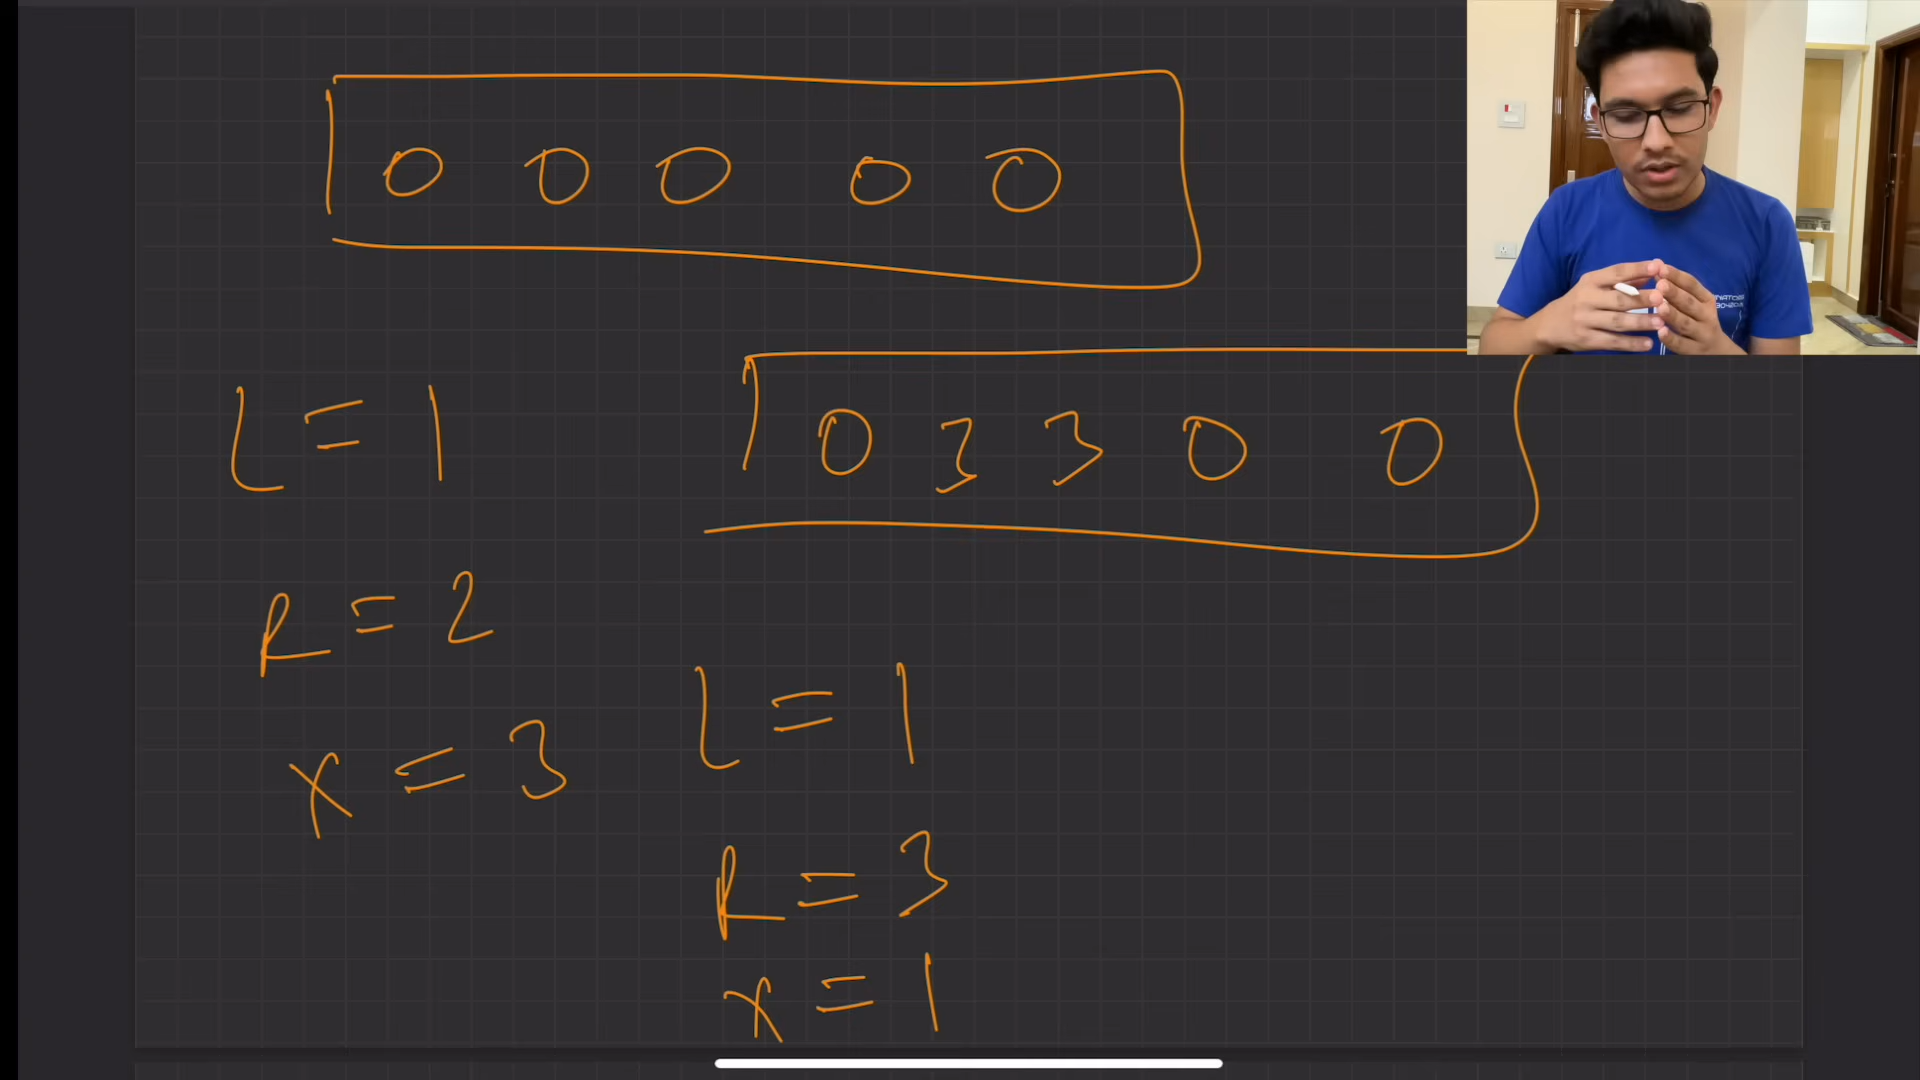 0 0 0 0 0
0 3 3 0 0
L = 1
R = 2
x = 3
L = 1
R = 3
x = 1